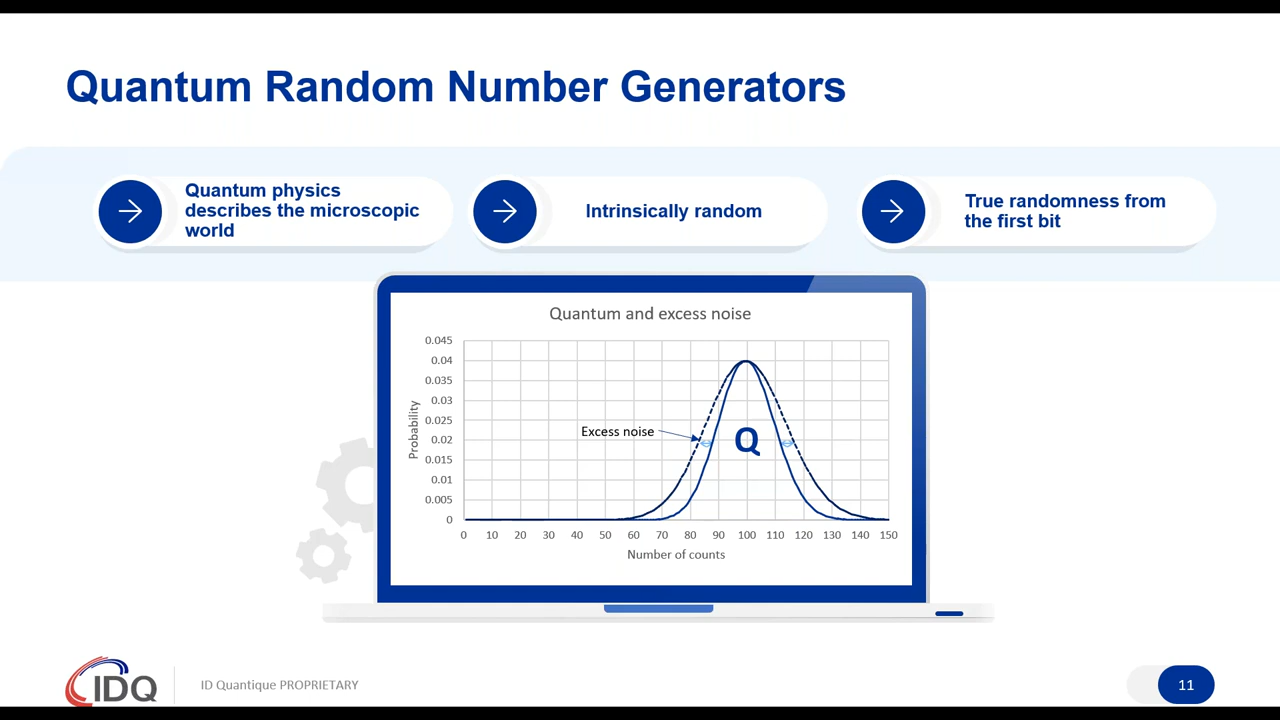 Quantum Random Number Generators
Quantum physics
describes the microscopic
world
Intrinsically random
True randomness from
the first bit
Quantum and excess noise
0.045
0.04
0.035
0.03
0.025
0.02
0.015
0.01
0.005
0
Probability
Excess noise
Q
0 10 20 30 40 50 60 70 80 90 100 110 120 130 140 150
Number of counts
IDQ
ID Quantique PROPRIETARY
11